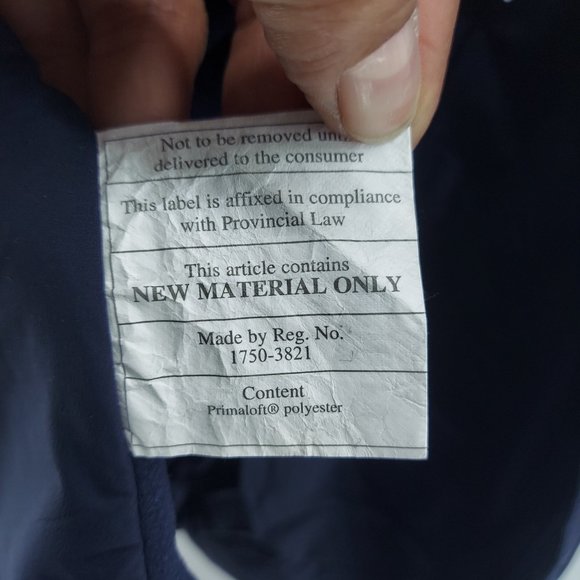 Not to be removed
delivered to the consumer
This label is affixed in compliance
with Provincial Law
This article contains
NEW MATERIAL ONLY
Made by Reg. No.
1750-3821
Content
Primaloft® polyester